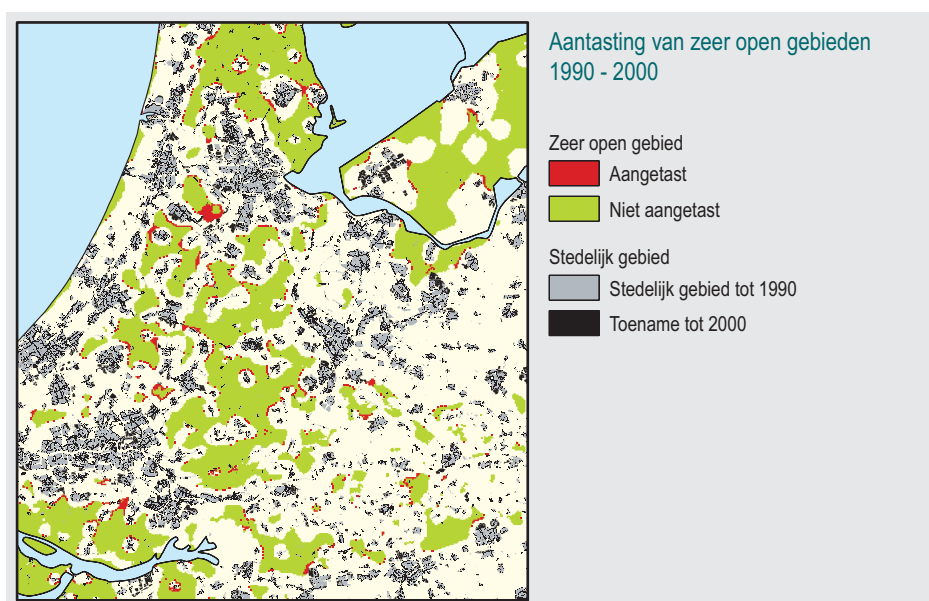 Aantasting van zeer open gebieden
1990 - 2000
Zeer open gebied
Aangetast
Niet aangetast
Stedelijk gebied
Stedelijk gebied tot 1990
Toename tot 2000